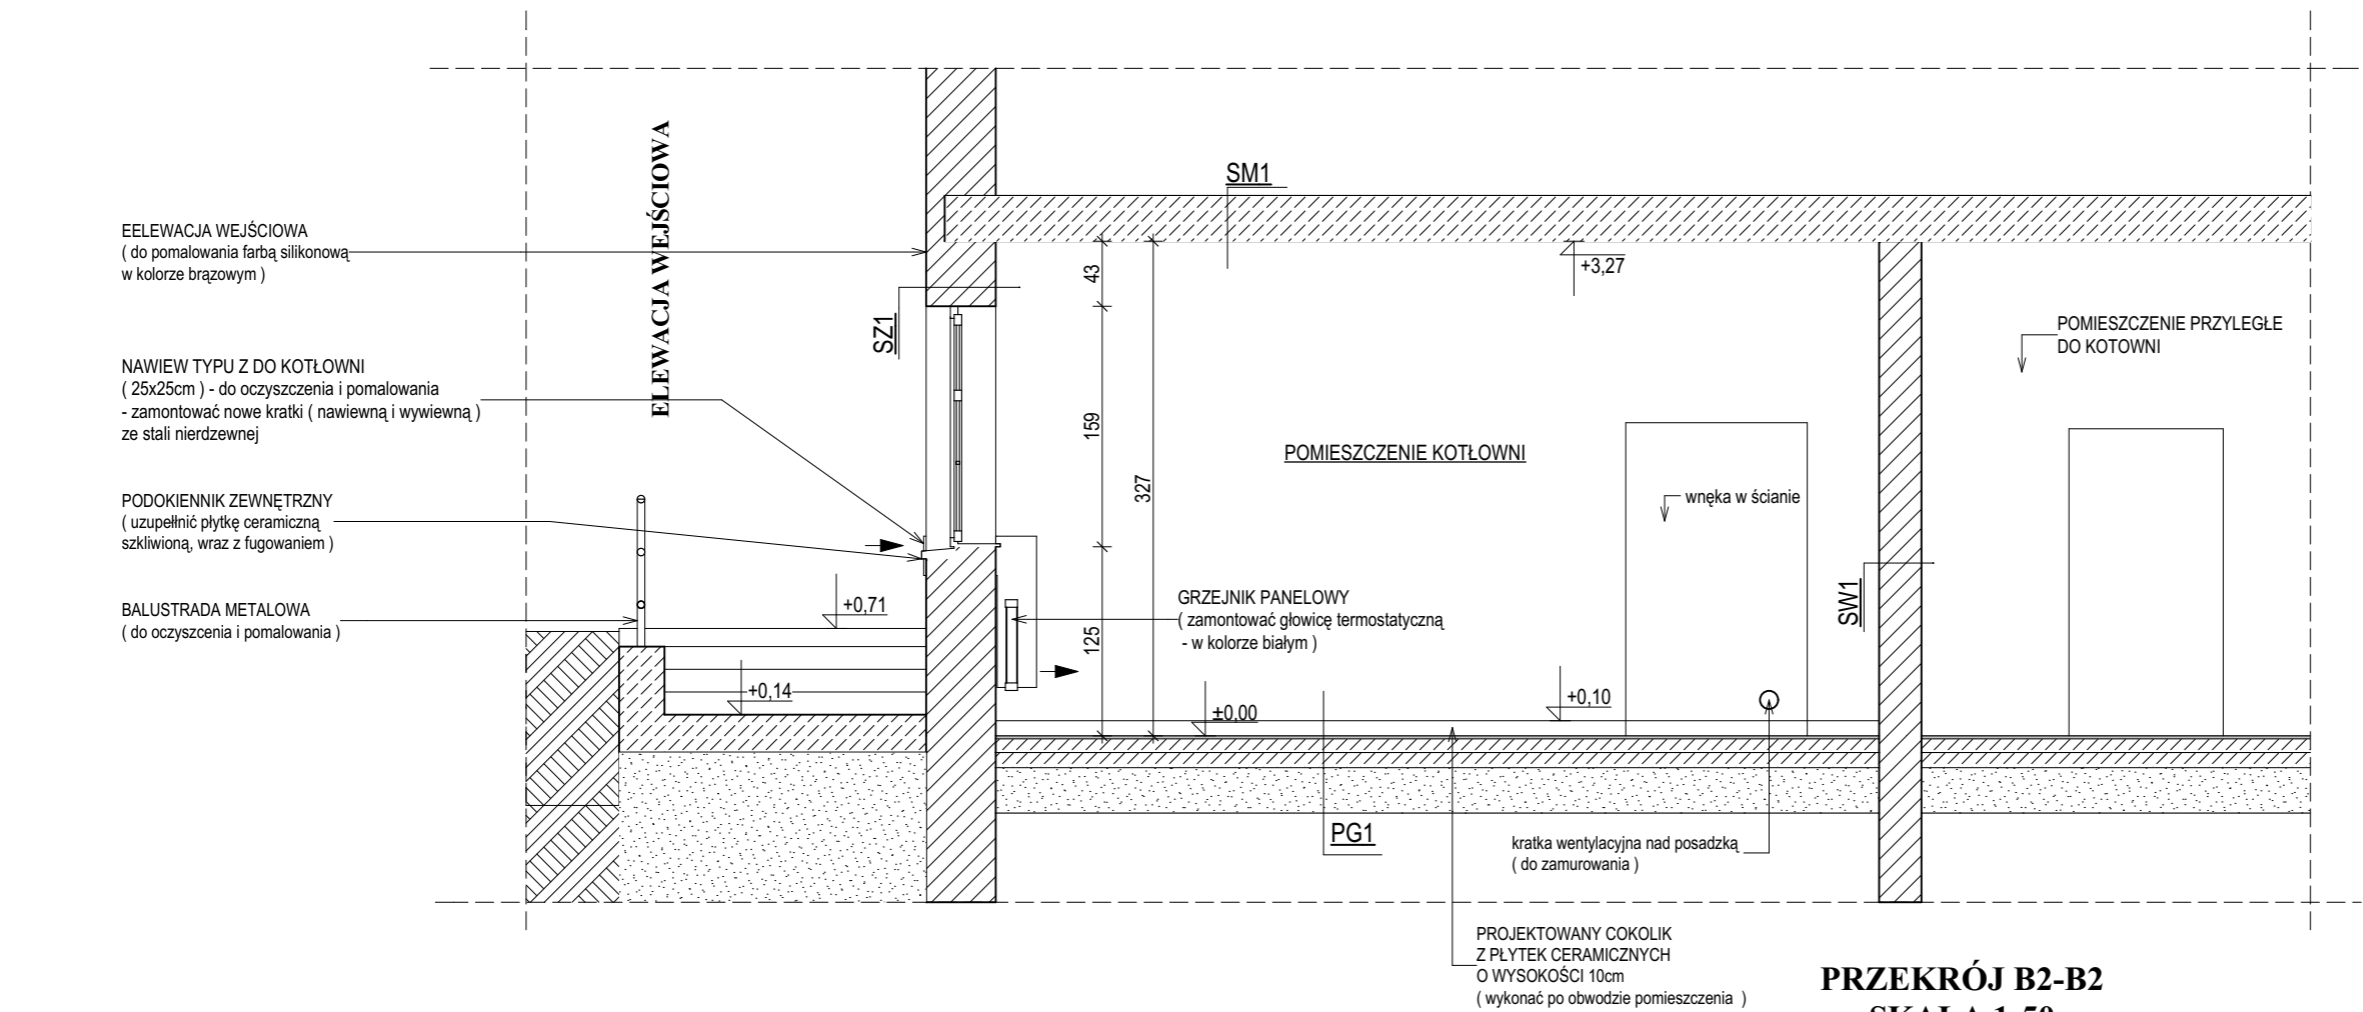 EELEWACJA WEJŚCIOWA
( do pomalowania farbą silikonową
w kolorze brązowym )
NAWIEW TYPU Z DO KOTŁOWNI
( 25x25cm ) - do oczyszczenia i pomalowania
- zamontować nowe kratki ( nawiewną i wywiewną )
ze stali nierdzewnej
PODOKIENNIK ZEWNĘTRZNY
( uzupełnić płytkę ceramiczną
szkliwioną, wraz z fugowaniem )
BALUSTRADA METALOWA
( do oczyszcenia i pomalowania )
ELEWACJA WEJŚCIOWA
SZ1
SM1
43
159
327
125
+3,27
+0,71
+0,14
POMIESZCZENIE KOTŁOWNI
wnęka w ścianie
GRZEJNIK PANELOWY
( zamontować głowicę termostatyczną
- w kolorze białym )
±0,00
+0,10
SW1
POMIESZCZENIE PRZYLEGŁE
DO KOTOWNI
PG1
kratka wentylacyjna nad posadzką
( do zamurowania )
PROJEKTOWANY COKOLIK
Z PŁYTEK CERAMICZNYCH
O WYSOKOŚCI 10cm
( wykonać po obwodzie pomieszczenia )
PRZEKRÓJ B2-B2
SKALA 1:50